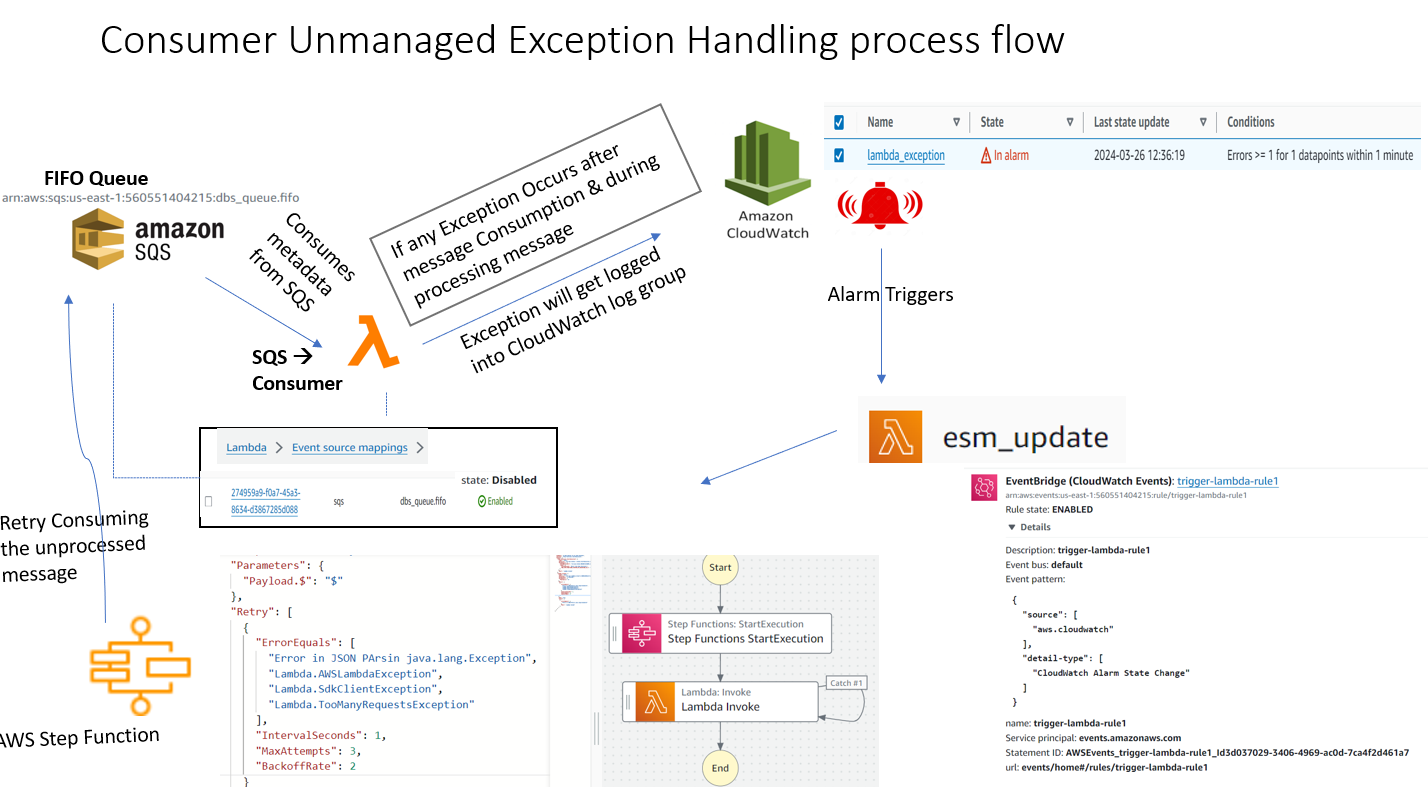 Consumer Unmanaged Exception Handling process flow
FIFO Queue
arn:aws:sqs:us-east-1:560551404215:dbs_queue.fifo
amazon
SQS
Consumes
metadata
from SQS
SQS →
Consumer
If any Exception Occurs after
message Consumption & during
processing message
Exception will get logged
into CloudWatch log group
Amazon
CloudWatch
Name State Last state update Conditions
lambda_exception In alarm 2024-03-26 12:36:19 Errors >= 1 for 1 datapoints within 1 minute
Alarm Triggers
esm_update
EventBridge (CloudWatch Events): trigger-lambda-rule1
arn:aws:events:us-east-1:560551404215:rule/trigger-lambda-rule1
Rule state: ENABLED
▼ Details
Description: trigger-lambda-rule1
Event bus: default
Event pattern:
{
"source": [
"aws.cloudwatch"
],
"detail-type": [
"CloudWatch Alarm State Change"
]
}
name: trigger-lambda-rule1
Service principal: events.amazonaws.com
Statement ID: AWSEvents_trigger-lambda-rule1_Id3d037029-3406-4969-ac0d-7ca4f2d461a7
url: events/home#/rules/trigger-lambda-rule1
Lambda > Event source mappings >
state: Disabled
274959a9-f0a7-45a3-
8634-d3867285d088
sqs dbs_queue.fifo Enabled
Retry Consuming
the unprocessed
message
AWS Step Function
"Parameters": {
"Payload.$": "$"
},
"Retry": [
{
"ErrorEquals": [
"Error in JSON PArsin java.lang.Exception",
"Lambda.AWSLambdaException",
"Lambda.SdkClientException",
"Lambda.TooManyRequestsException"
],
"IntervalSeconds": 1,
"MaxAttempts": 3,
"BackoffRate": 2
}
Start
Step Functions: StartExecution
Step Functions StartExecution
Lambda: Invoke
Lambda Invoke
Catch #1
End